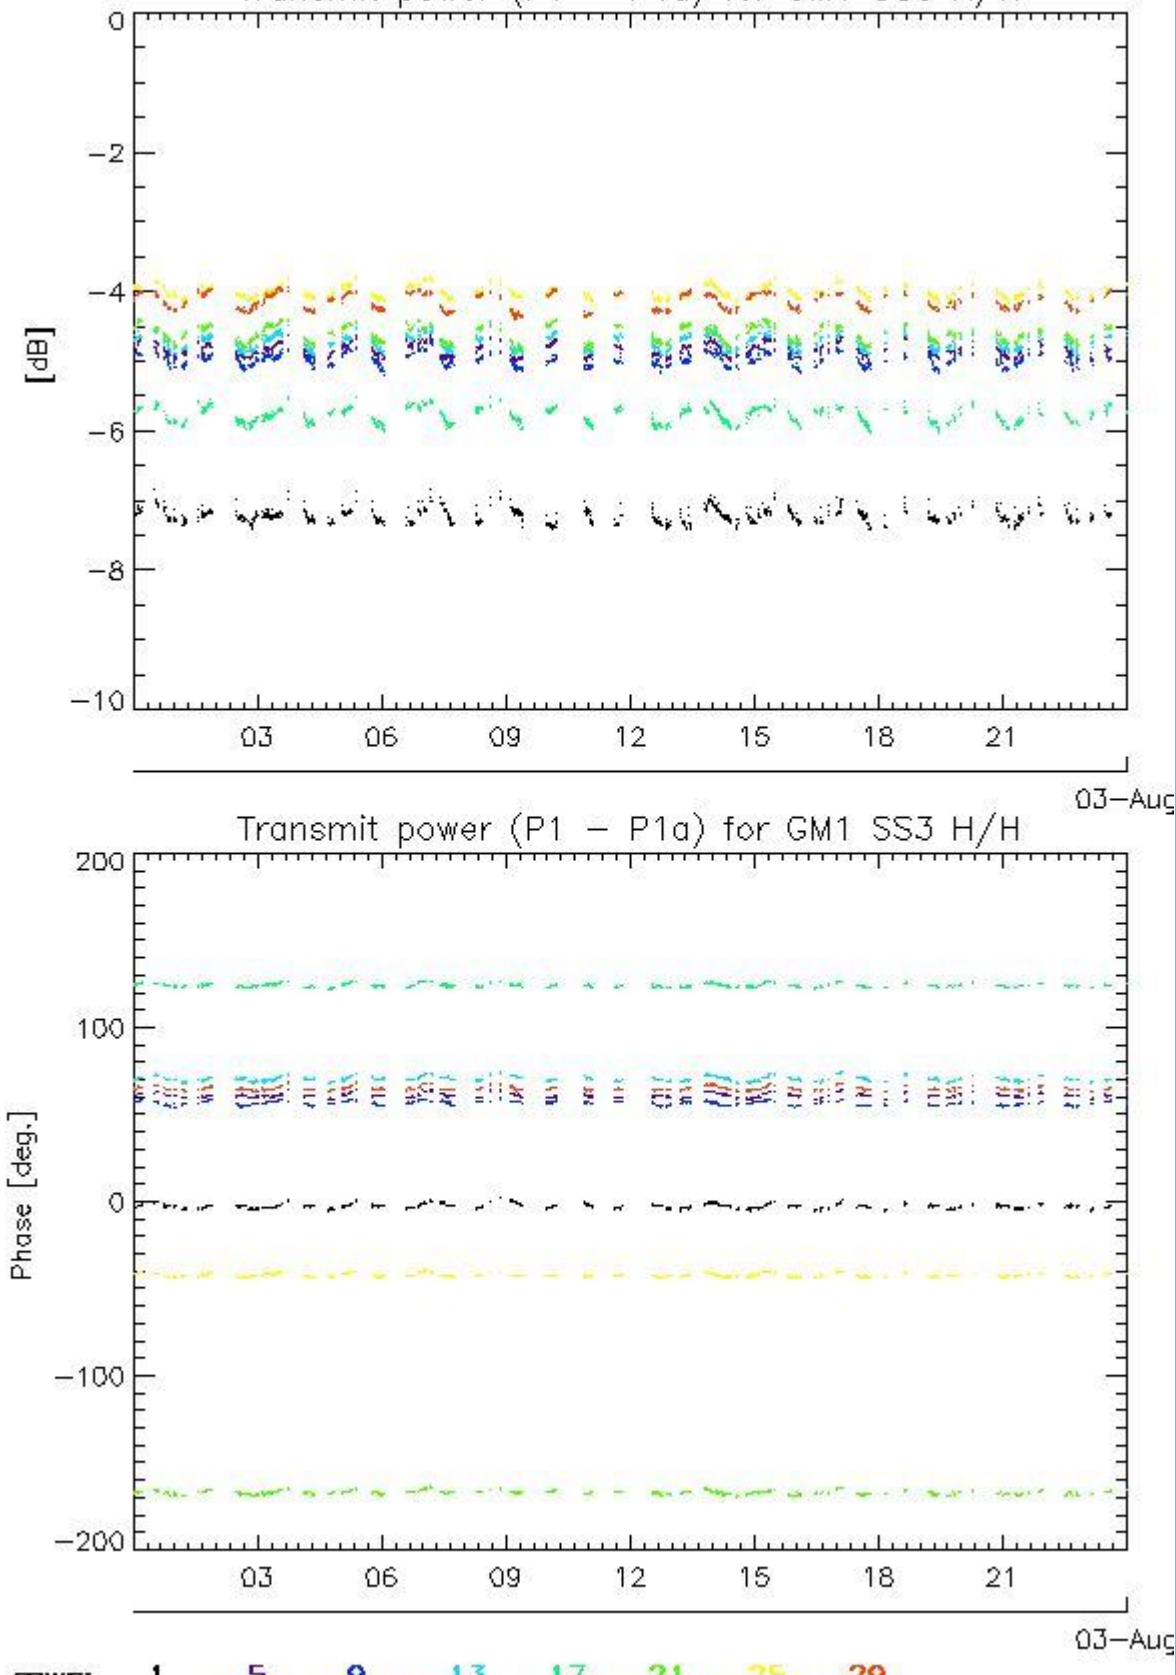 0
−2
−4
[dB]
−6
−8
−10
03 06 09 12 15 18 21
03−Aug
Transmit power (P1 − P1a) for GM1 SS3 H/H
200
100
0
Phase [deg.]
−100
−200
03 06 09 12 15 18 21
03−Aug
1 5 9 13 17 21 25 29